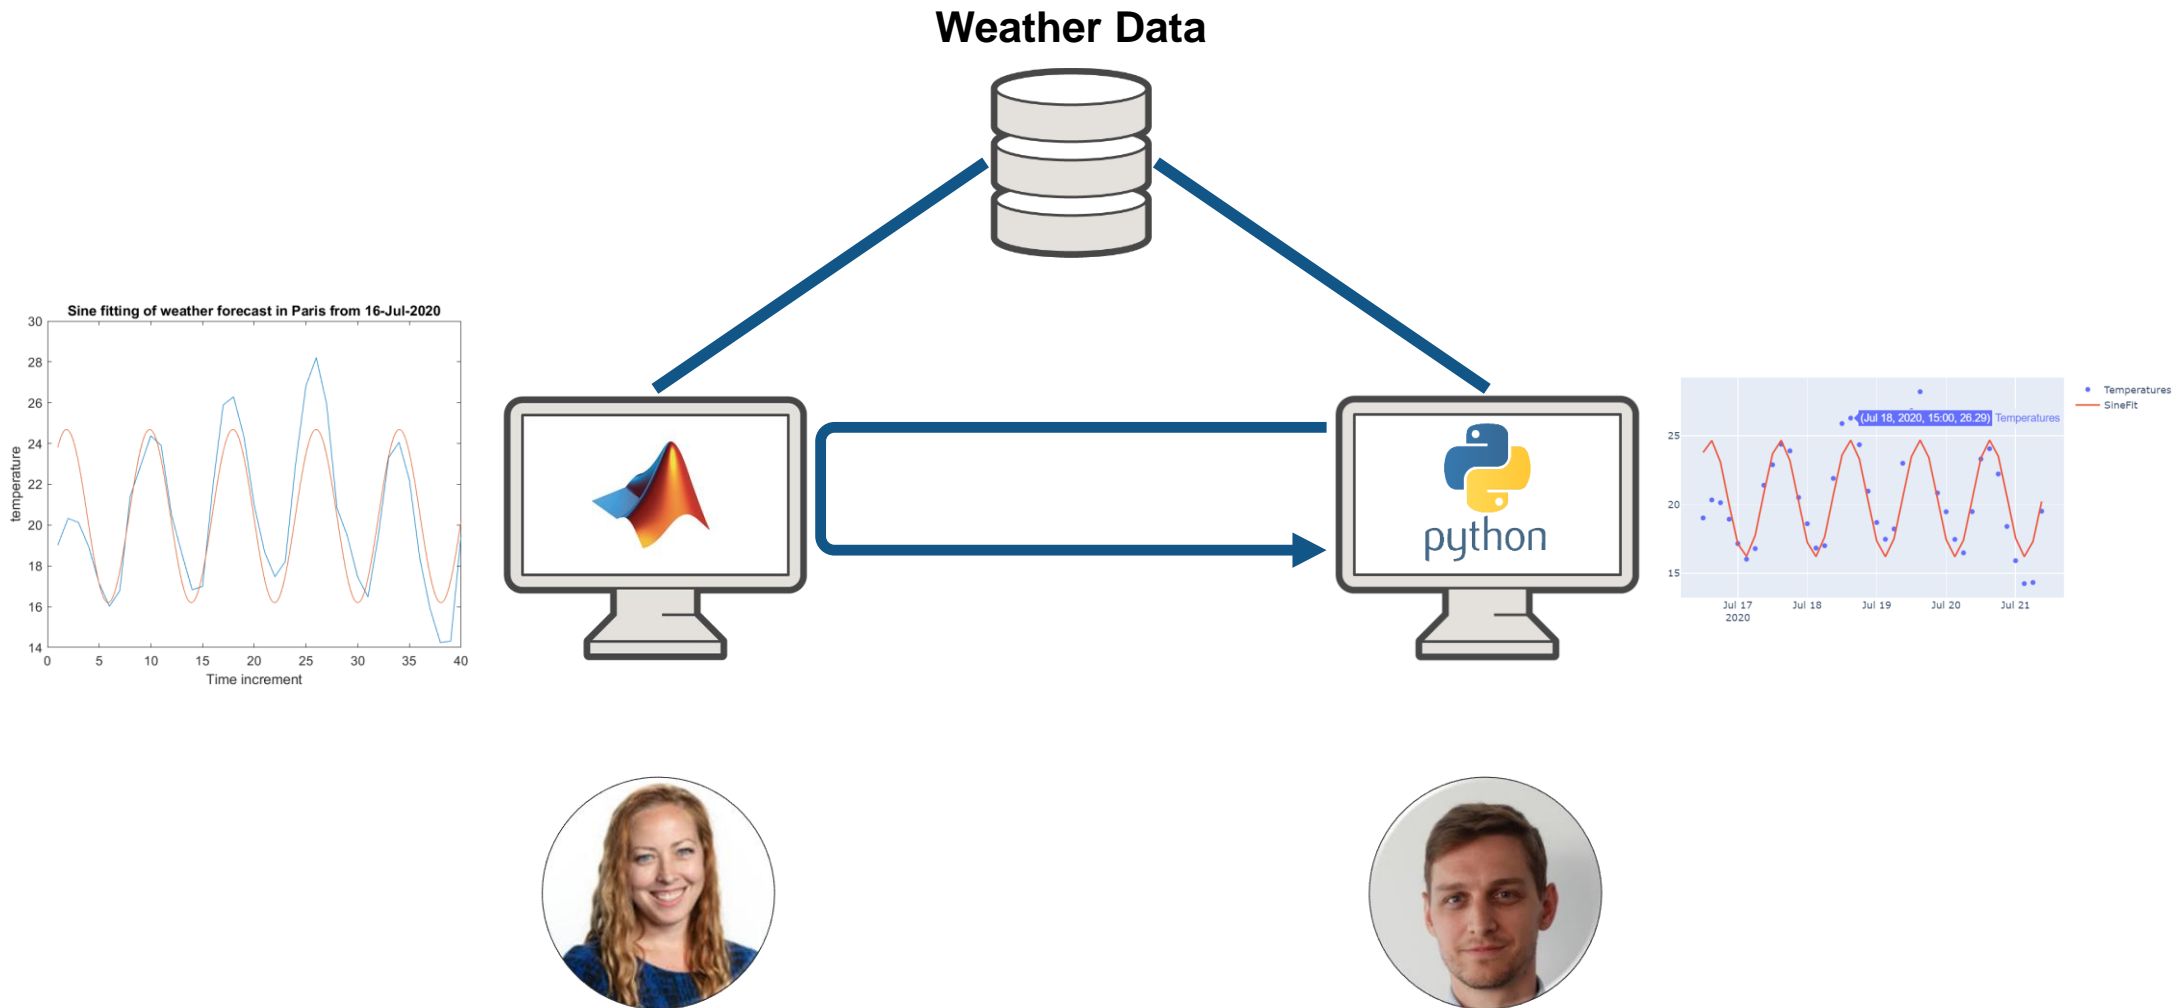 Weather Data
Sine fitting of weather forecast in Paris from 16-Jul-2020
30
28
26
24
22
20
18
16
14
temperature
0 5 10 15 20 25 30 35 40
Time increment
python
Temperatures
SineFit
(Jul 18, 2020, 15:00, 26.29) Temperatures
25
20
15
Jul 17 Jul 18 Jul 19 Jul 20 Jul 21
2020